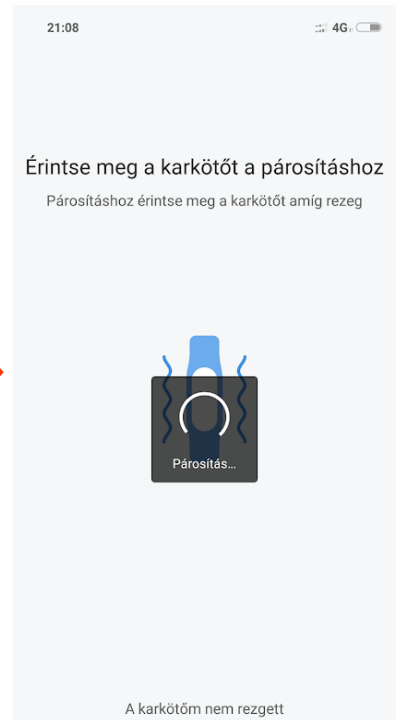 21:08
4G
Érintse meg a karkötőt a párosításhoz
Párosításhoz érintse meg a karkötőt amíg rezeg
Párosítás...
A karkötőm nem rezgett